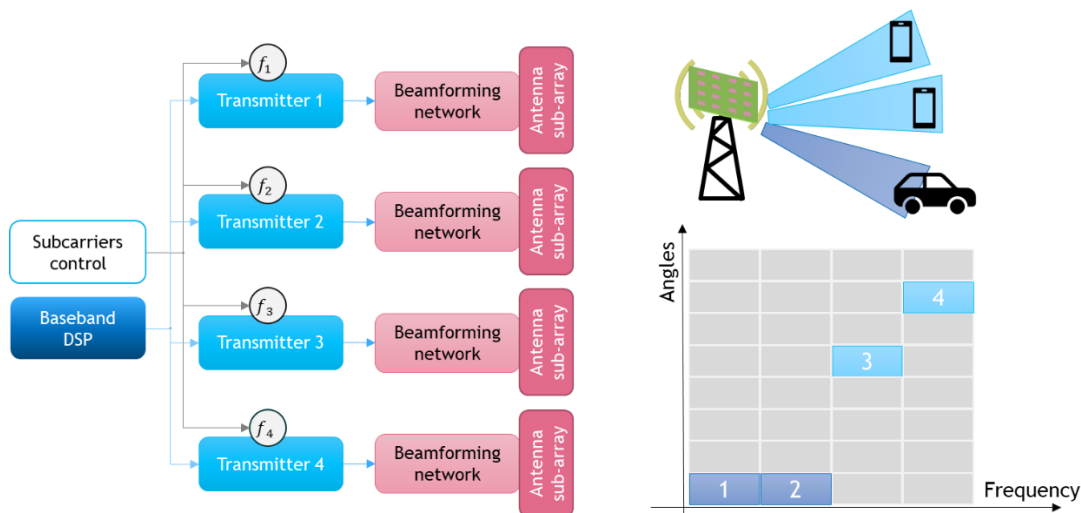 f₁
Transmitter 1
Beamforming
network
Antenna
sub-array
f₂
Transmitter 2
Beamforming
network
Antenna
sub-array
Subcarriers
control
Baseband
DSP
f₃
Transmitter 3
Beamforming
network
Antenna
sub-array
f₄
Transmitter 4
Beamforming
network
Antenna
sub-array
Angles
4
3
1
2
Frequency